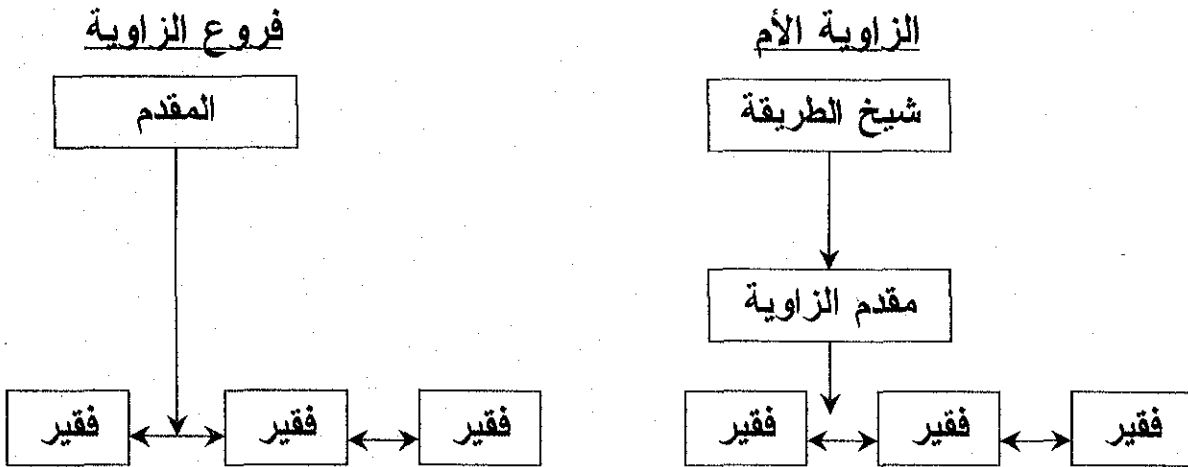 الزاوية الأم
فروع الزاوية
شيخ الطريقة
المقدم
مقدم الزاوية
فقير
فقير
فقير
فقير
فقير
فقير